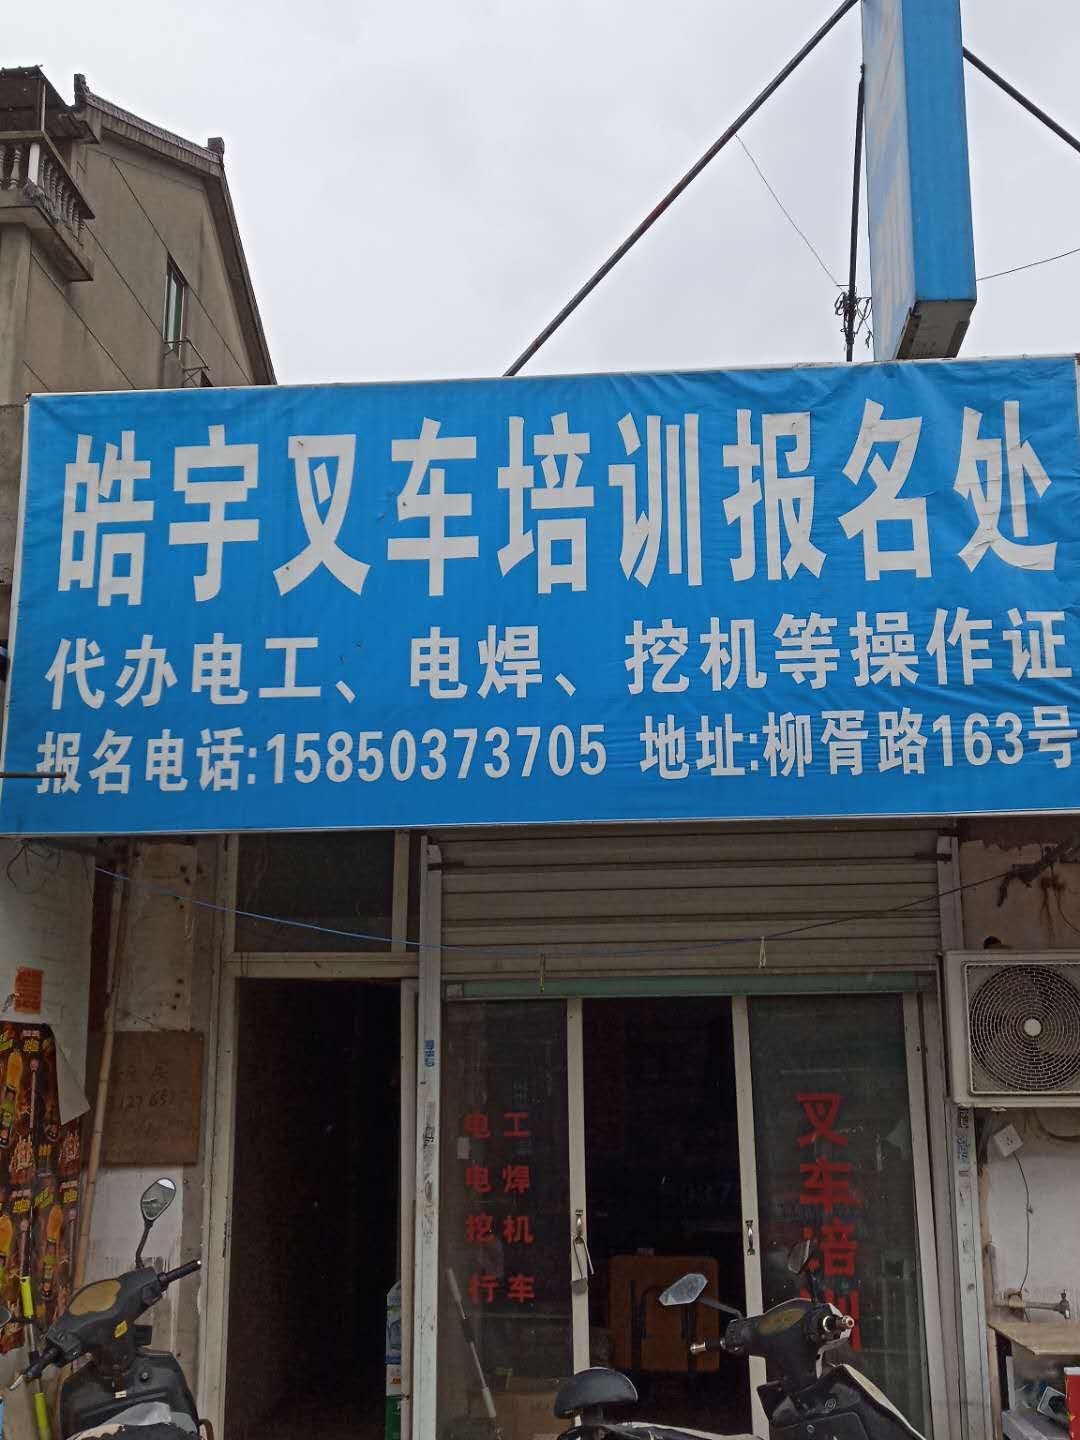 皓宇叉车培训报名处
代办电工、电焊、挖机等操作证
报名电话:15850373705 地址:柳胥路163号
电工
电焊
挖机
行车
叉车培训